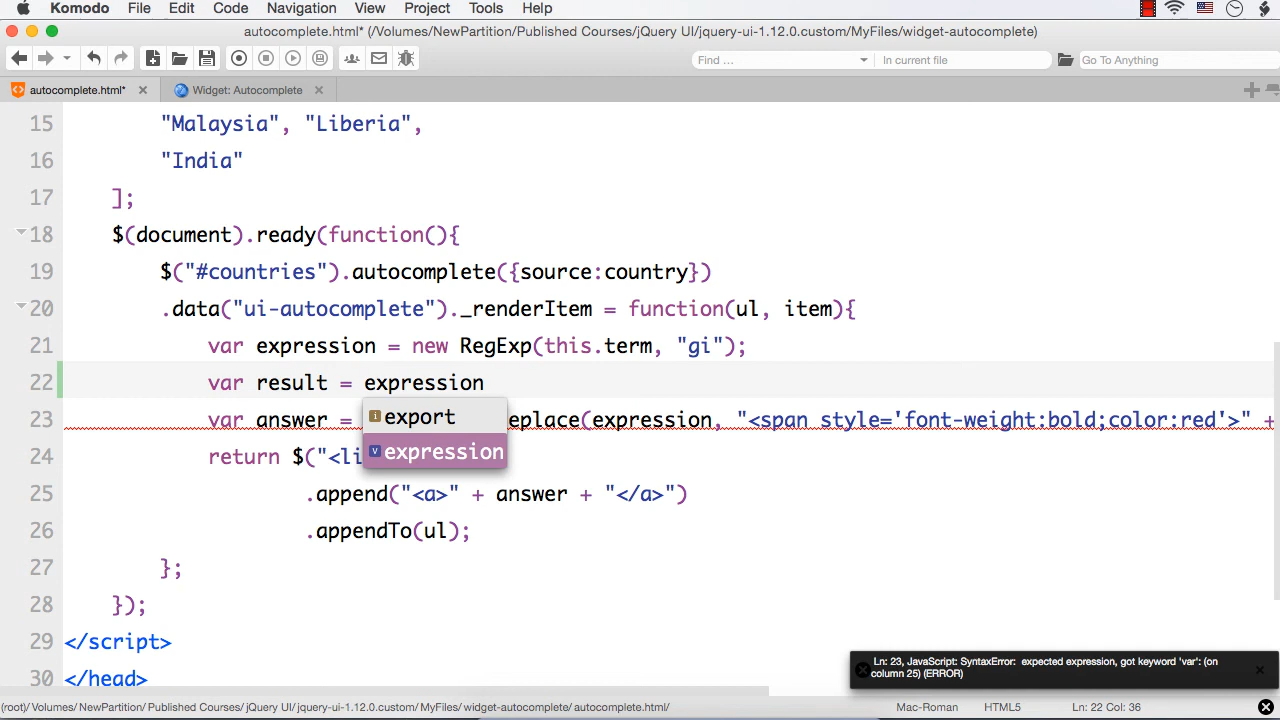 Komodo File Edit Code Navigation View Project Tools Help
autocomplete.html* (/Volumes/NewPartition/Published Courses/jQuery UI/jquery-ui-1.12.0.custom/MyFiles/widget-autocomplete)
Find ... In current file Go To Anything
autocomplete.html* Widget: Autocomplete
15 "Malaysia", "Liberia",
16 "India"
17 ];
18 $(document).ready(function(){
19 $("#countries").autocomplete({source:country})
20 .data("ui-autocomplete")._renderItem = function(ul, item){
21 var expression = new RegExp(this.term, "gi");
22 var result = expression
export
23 var answer = eplace(expression, "<span style='font-weight:bold;color:red'>" +
expression
24 return $("<li
25 .append("<a>" + answer + "</a>")
26 .appendTo(ul);
27 };
28 });
29 </script>
30 </head>
Ln: 23, JavaScript: SyntaxError: expected expression, got keyword 'var': (on
column 25) (ERROR)
(root)/ Volumes/ NewPartition/ Published Courses/ jQuery UI/ jquery-ui-1.12.0.custom/ MyFiles/ widget-autocomplete/ autocomplete.html/ Mac-Roman HTML5 Ln: 22 Col: 36